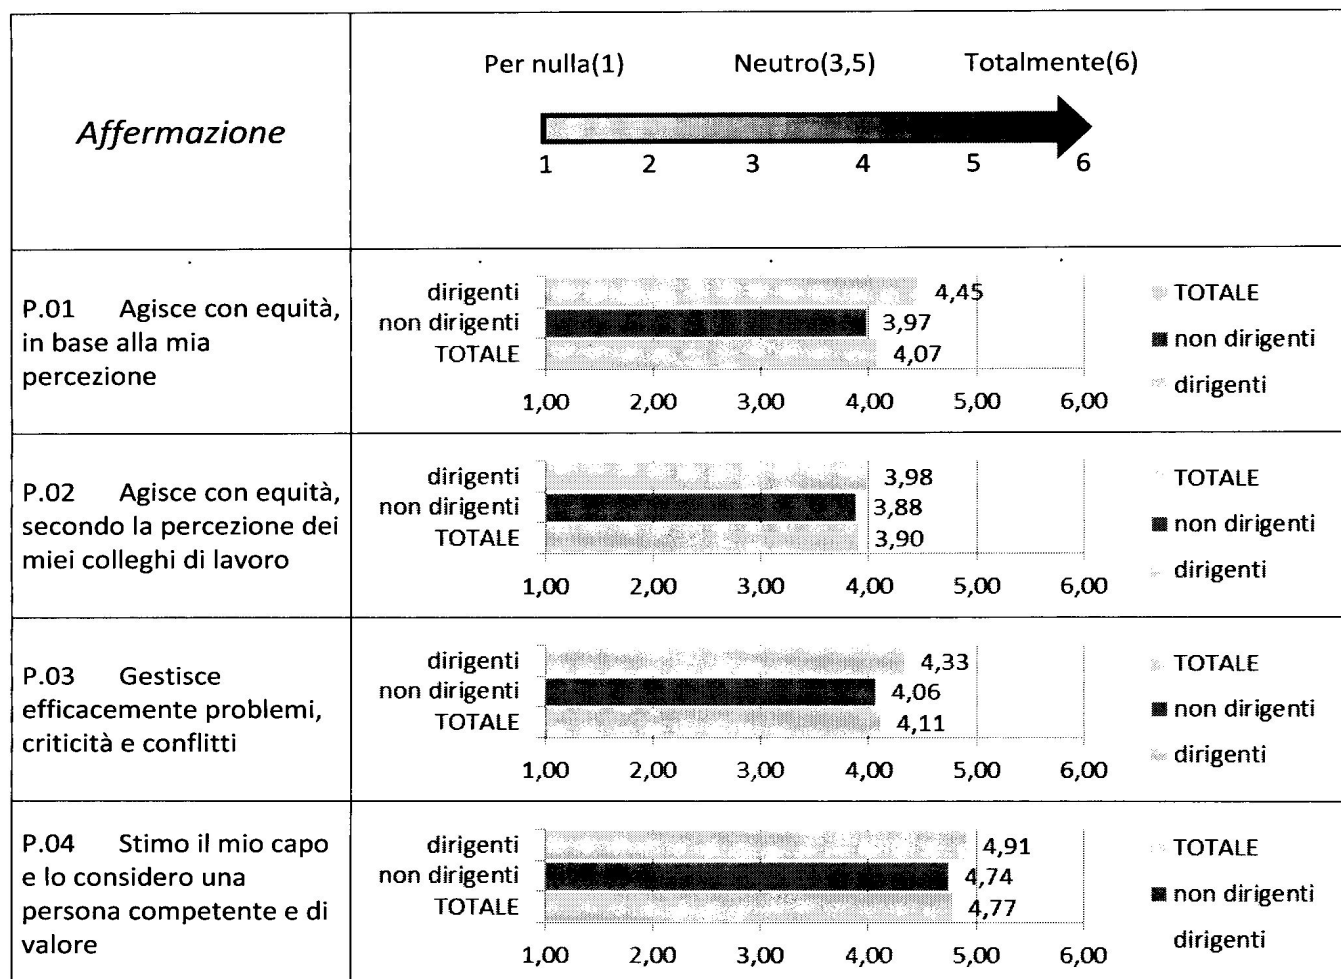 Affermazione
Per nulla(1) Neutro(3,5) Totalmente(6)
1 2 3 4 5 6
P.01 Agisce con equità,
in base alla mia
percezione
dirigenti 4,45
non dirigenti 3,97
TOTALE 4,07
1,00 2,00 3,00 4,00 5,00 6,00
TOTALE
non dirigenti
dirigenti
P.02 Agisce con equità,
secondo la percezione dei
miei colleghi di lavoro
dirigenti 3,98
non dirigenti 3,88
TOTALE 3,90
1,00 2,00 3,00 4,00 5,00 6,00
TOTALE
non dirigenti
dirigenti
P.03 Gestisce
efficacemente problemi,
criticità e conflitti
dirigenti 4,33
non dirigenti 4,06
TOTALE 4,11
1,00 2,00 3,00 4,00 5,00 6,00
TOTALE
non dirigenti
dirigenti
P.04 Stimo il mio capo
e lo considero una
persona competente e di
valore
dirigenti 4,91
non dirigenti 4,74
TOTALE 4,77
1,00 2,00 3,00 4,00 5,00 6,00
TOTALE
non dirigenti
dirigenti